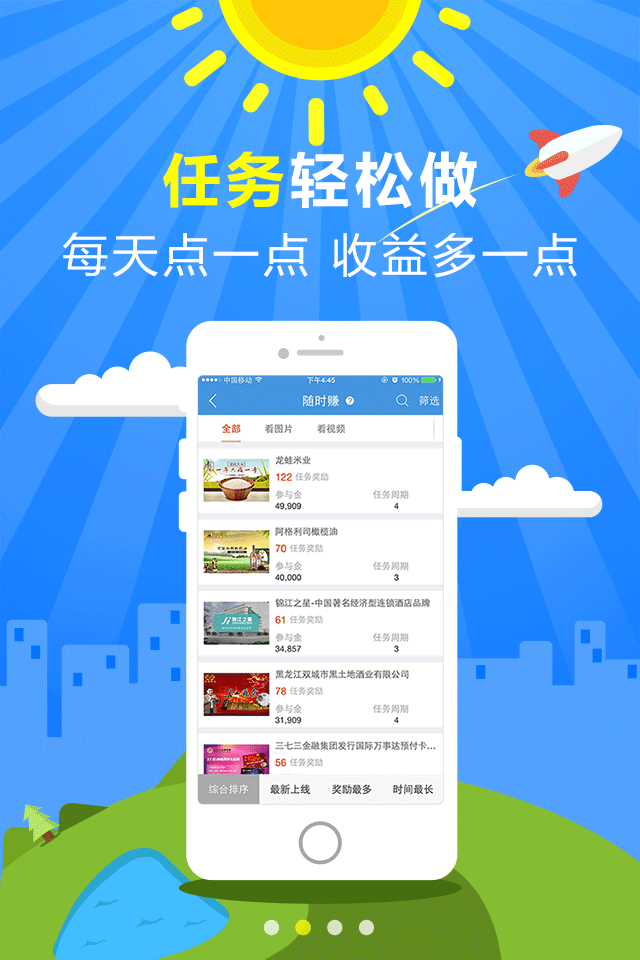 任务轻松做
每天点一点 收益多一点
中国移动 下午4:45 100%
随时赚 ? 筛选
全部 看图片 看视频
龙蛙米业
122 任务奖励
参与金 任务周期
49,909 4
阿格利司橄榄油
70 任务奖励
参与金 任务周期
40,000 3
锦江之星
锦江之星-中国著名经济型连锁酒店品牌
61 任务奖励
参与金 任务周期
34,857 3
黑龙江双城市黑土地酒业有限公司
78 任务奖励
参与金 任务周期
31,909 4
三七三金融集团发行国际万事达预付卡...
56 任务奖励
综合排序 最新上线 奖励最多 时间最长